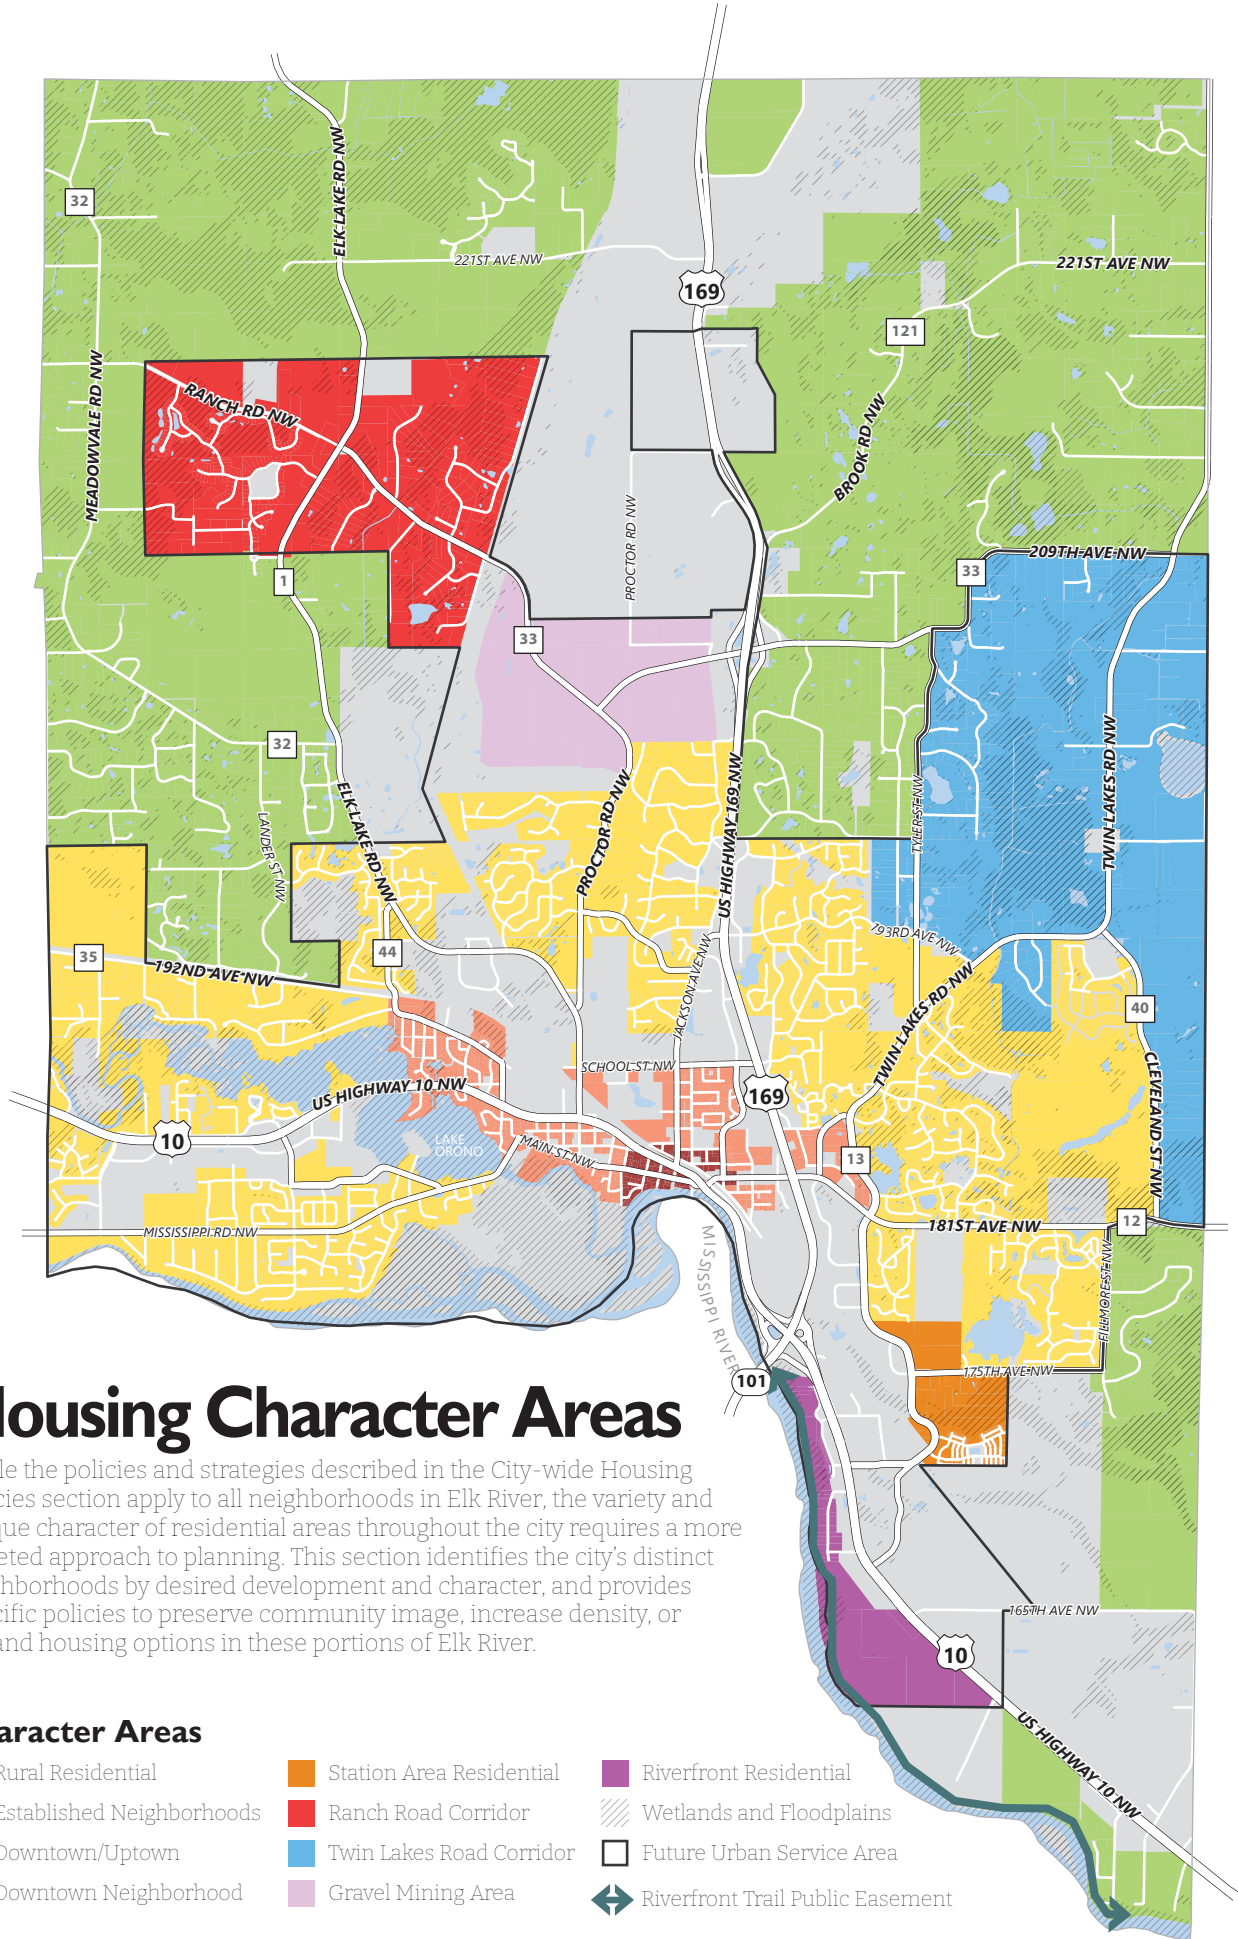 ELK LAKE RD NW
32
221ST AVE NW
221ST AVE NW
169
121
MEADOWVALE RD NW
RANCH RD NW
BROOK RD NW
PROCTOR RD NW
209TH AVE NW
33
1
33
32
ELK LAKE RD NW
LANDER ST NW
PROCTOR RD NW
US HIGHWAY 169 NW
TYLER ST NW
TWIN LAKES RD NW
193RD AVE NW
35
192ND AVE NW
44
JACKSON AVE NW
TWIN LAKES RD NW
40
SCHOOL ST NW
US HIGHWAY 10 NW
169
CLEVELAND ST NW
10
LAKE
ORONO
MAIN ST NW
13
MISSISSIPPI RD NW
181ST AVE NW
12
MISSISSIPPI RIVER
FILLMORE ST NW
175TH AVE NW
101
ousing Character Areas
le the policies and strategies described in the City-wide Housing
cies section apply to all neighborhoods in Elk River, the variety and
que character of residential areas throughout the city requires a more
eted approach to planning. This section identifies the city's distinct
hborhoods by desired development and character, and provides
cific policies to preserve community image, increase density, or
and housing options in these portions of Elk River.
165TH AVE NW
10
US HIGHWAY 10 NW
aracter Areas
Rural Residential
Established Neighborhoods
Downtown/Uptown
Downtown Neighborhood
Station Area Residential
Ranch Road Corridor
Twin Lakes Road Corridor
Gravel Mining Area
Riverfront Residential
Wetlands and Floodplains
Future Urban Service Area
Riverfront Trail Public Easement